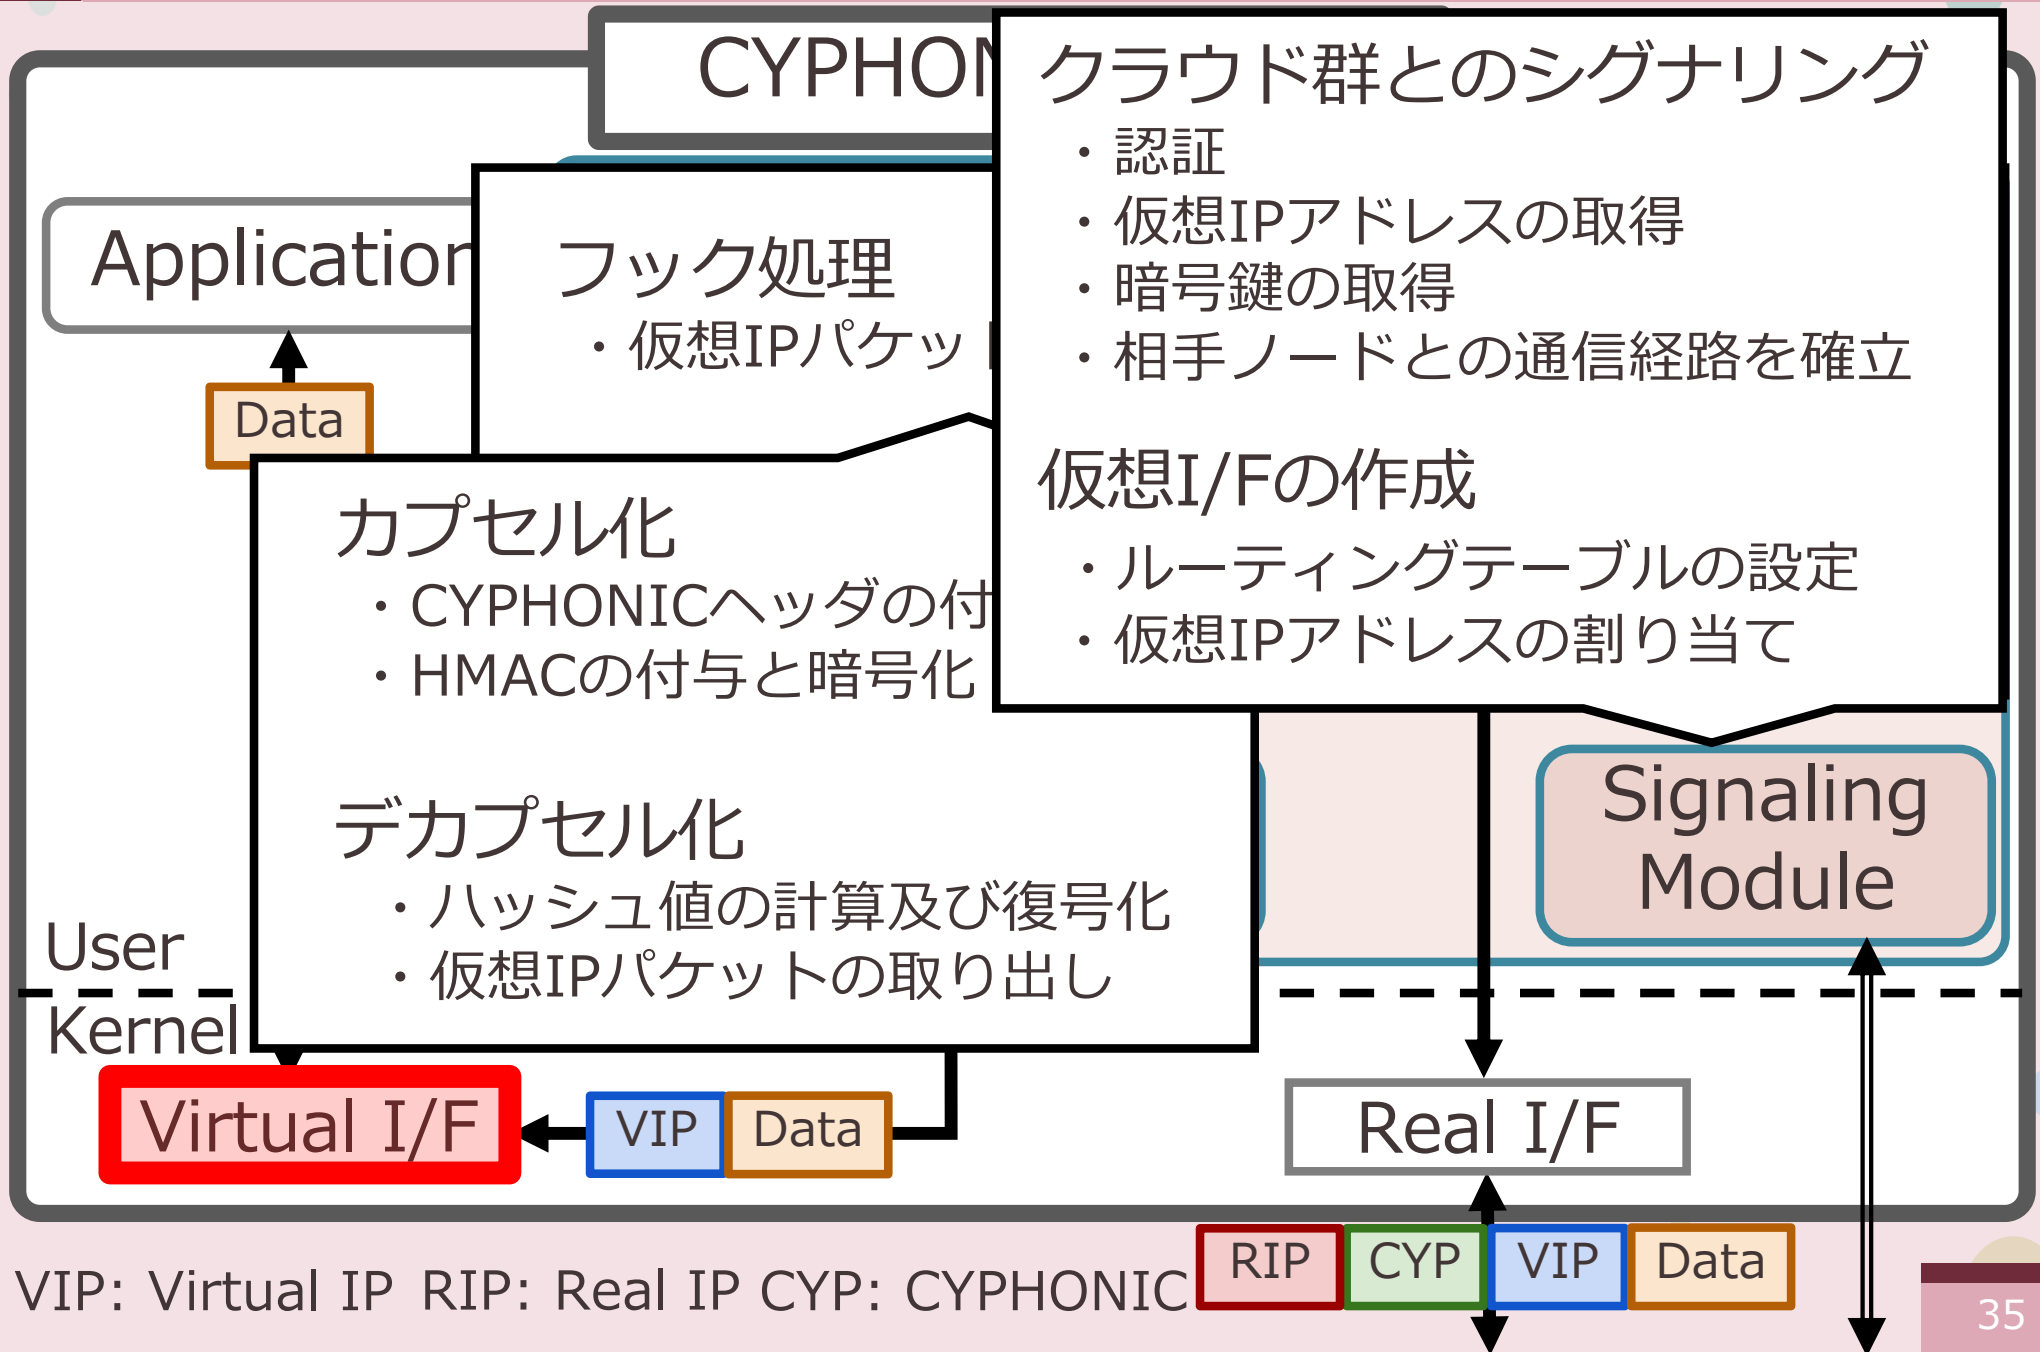 CYPHON
クラウド群とのシグナリング
・認証
・仮想IPアドレスの取得
・暗号鍵の取得
・相手ノードとの通信経路を確立
仮想I/Fの作成
・ルーティングテーブルの設定
・仮想IPアドレスの割り当て
Application
フック処理
・仮想IPパケット
Data
カプセル化
・CYPHONICヘッダの付
・HMACの付与と暗号化
デカプセル化
・ハッシュ値の計算及び復号化
・仮想IPパケットの取り出し
Signaling
Module
User
Kernel
Virtual I/F
VIP Data
Real I/F
RIP CYP VIP Data
VIP: Virtual IP RIP: Real IP CYP: CYPHONIC
35